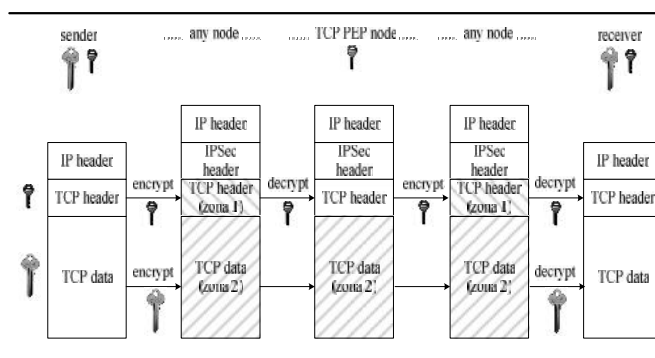 sender
any node
TCP PEP node
any node
receiver
IP header
IP header
IP header
IPSec
header
IPSec
header
IPSec
header
IP header
IP header
TCP header
encrypt
TCP header
(zona 1)
decrypt
TCP header
encrypt
TCP header
(zona 1)
decrypt
TCP header
TCP data
encrypt
TCP data
(zona 2)
TCP data
(zona 2)
TCP data
(zona 2)
decrypt
TCP data